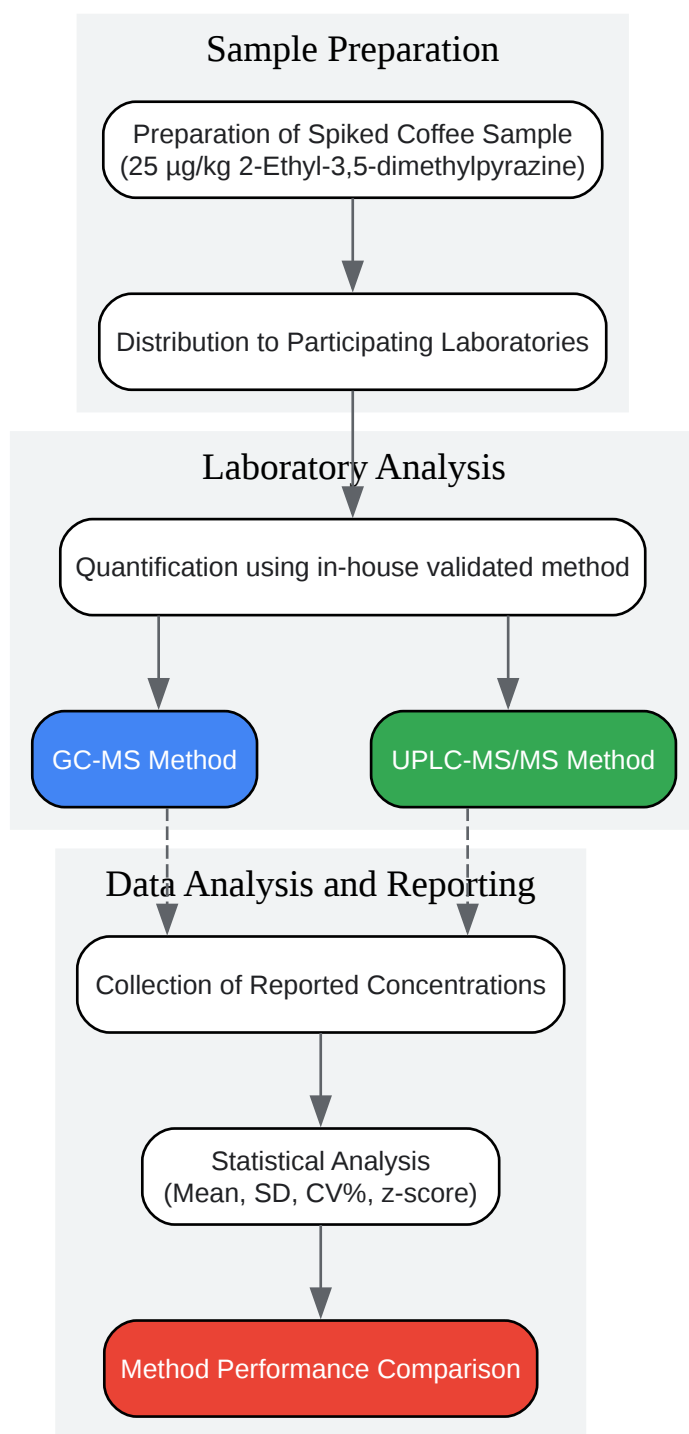 Sample Preparation
Preparation of Spiked Coffee Sample
(25 µg/kg 2-Ethyl-3,5-dimethylpyrazine)
Distribution to Participating Laboratories
Laboratory Analysis
Quantification using in-house validated method
GC-MS Method
UPLC-MS/MS Method
Data Analysis and Reporting
Collection of Reported Concentrations
Statistical Analysis
(Mean, SD, CV%, z-score)
Method Performance Comparison